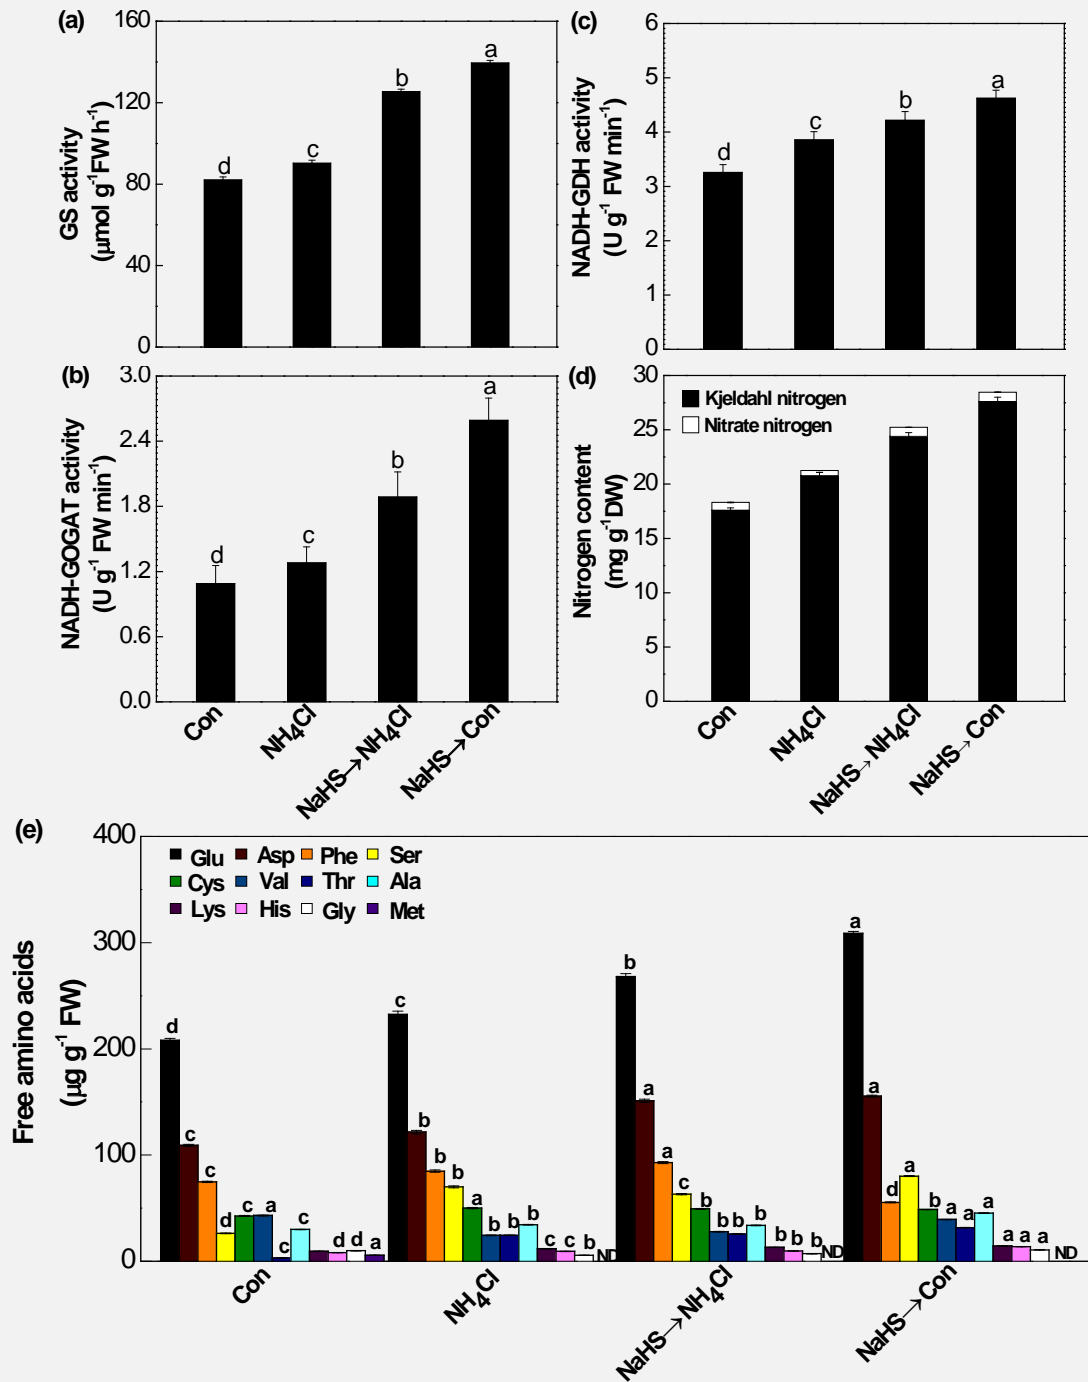 (a)
GS activity
(μmol g⁻¹FW h⁻¹)
160
120
80
40
0
d
c
b
a
(c)
NADH-GDH activity
(U g⁻¹ FW min⁻¹)
6
5
4
3
2
1
0
d
c
b
a
(b)
NADH-GOGAT activity
(U g⁻¹ FW min⁻¹)
3.0
2.4
1.8
1.2
0.6
0.0
d
c
b
a
Con
NH₄Cl
NaHS→NH₄Cl
NaHS→Con
(d)
Nitrogen content
(mg g⁻¹DW)
30
25
20
15
10
5
0
Kjeldahl nitrogen
Nitrate nitrogen
Con
NH₄Cl
NaHS→NH₄Cl
NaHS→Con
(e)
Free amino acids
(μg g⁻¹ FW)
400
300
200
100
0
Glu Asp Phe Ser
Cys Val Thr Ala
Lys His Gly Met
d c c d c a c c d d a
c b b b a b b b c c b ND
b a a c b b b b b b b ND
a a d a b a a a a a a ND
Con
NH₄Cl
NaHS→NH₄Cl
NaHS→Con